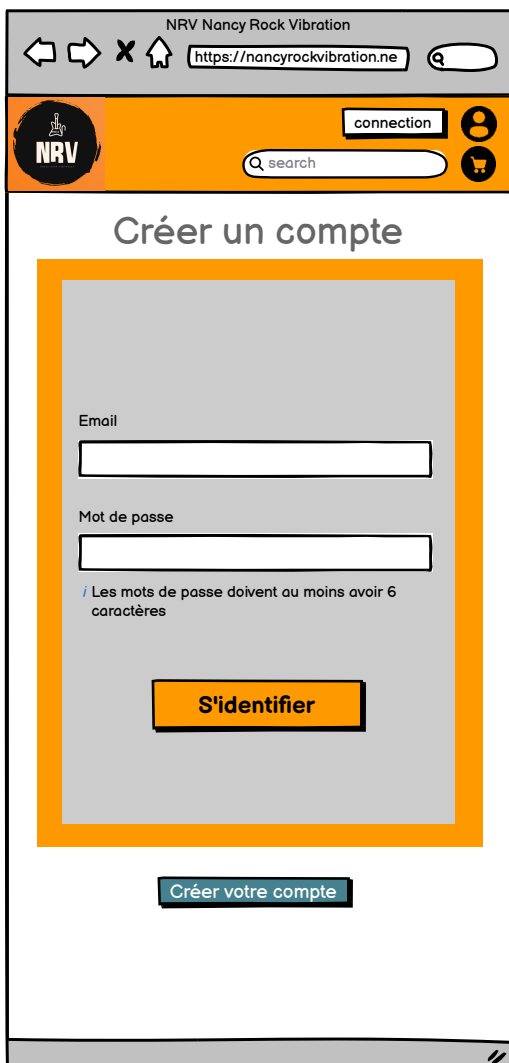 NRV Nancy Rock Vibration
https://nancyrockvibration.ne
connection
NRV
search
Créer un compte
Email
Mot de passe
i Les mots de passe doivent au moins avoir 6
caractères
S'identifier
Créer votre compte